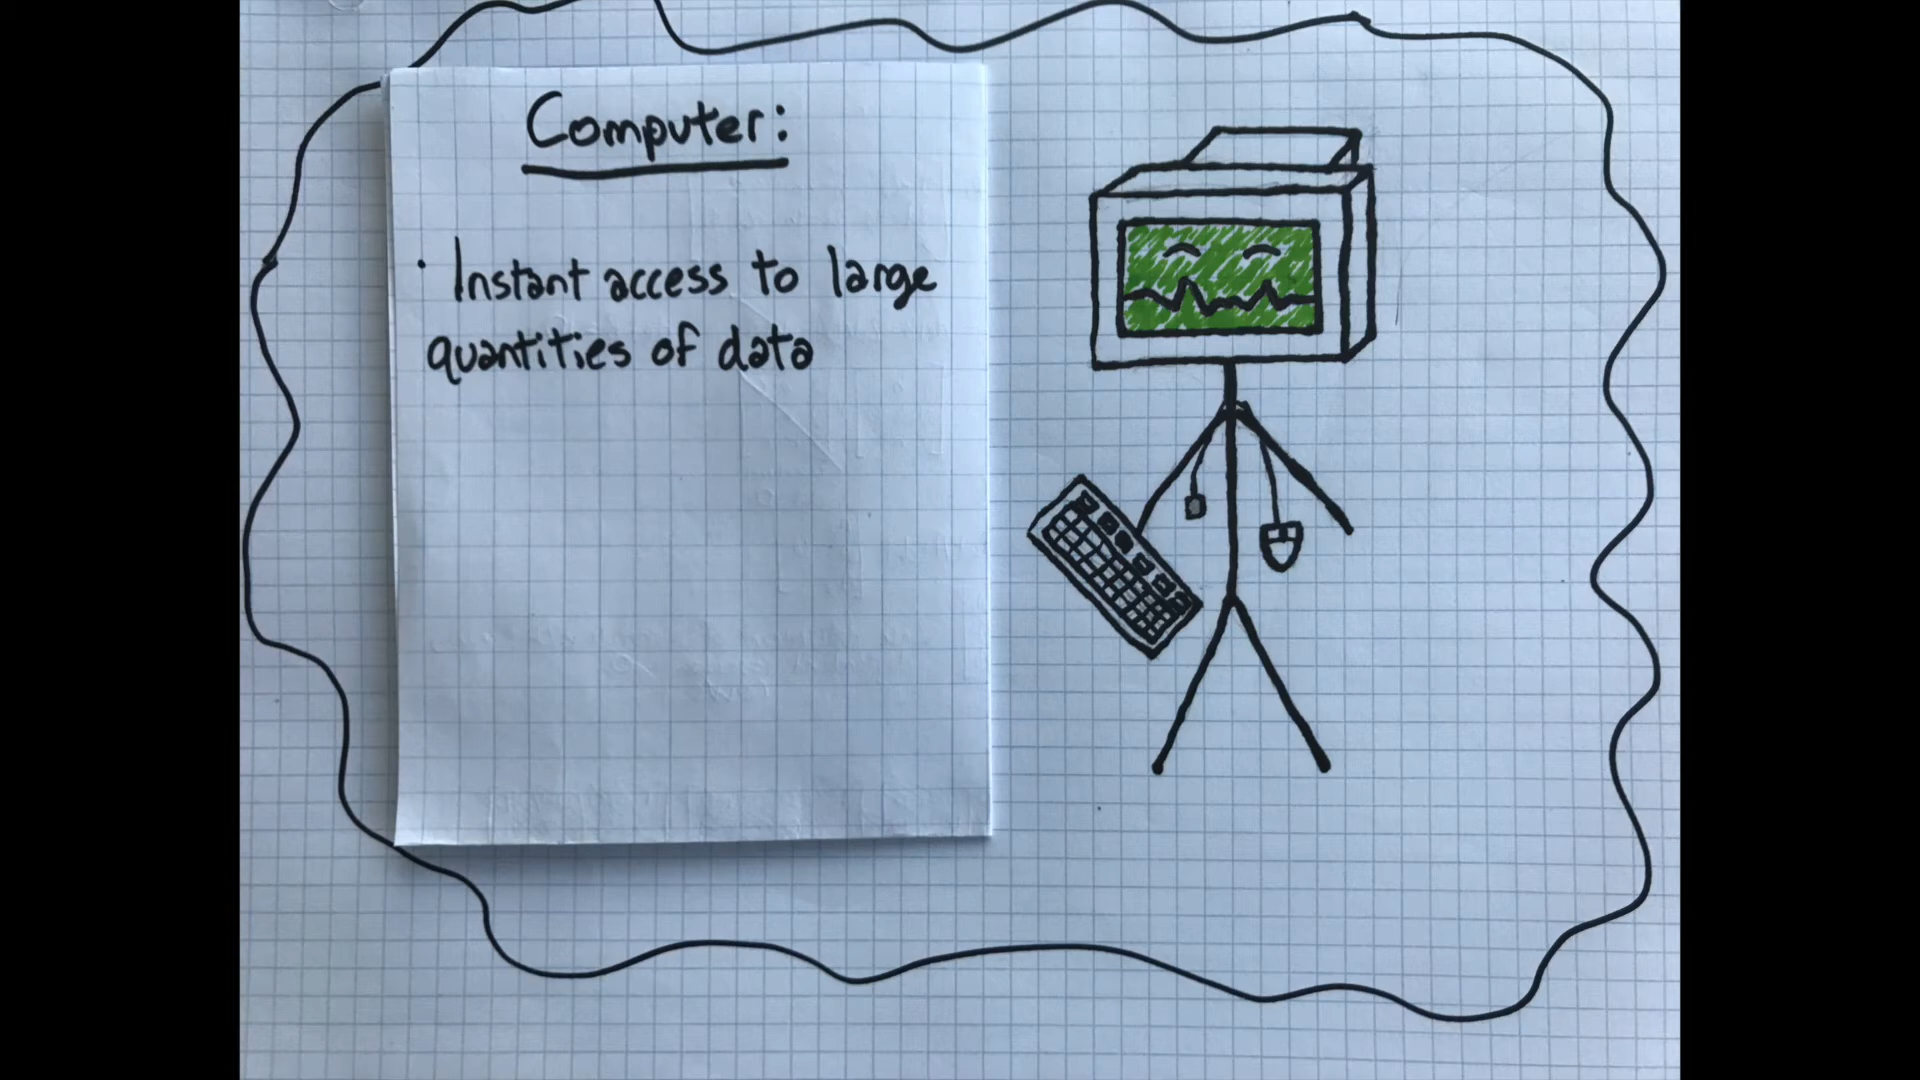 Computer:
· Instant access to large
quantities of data